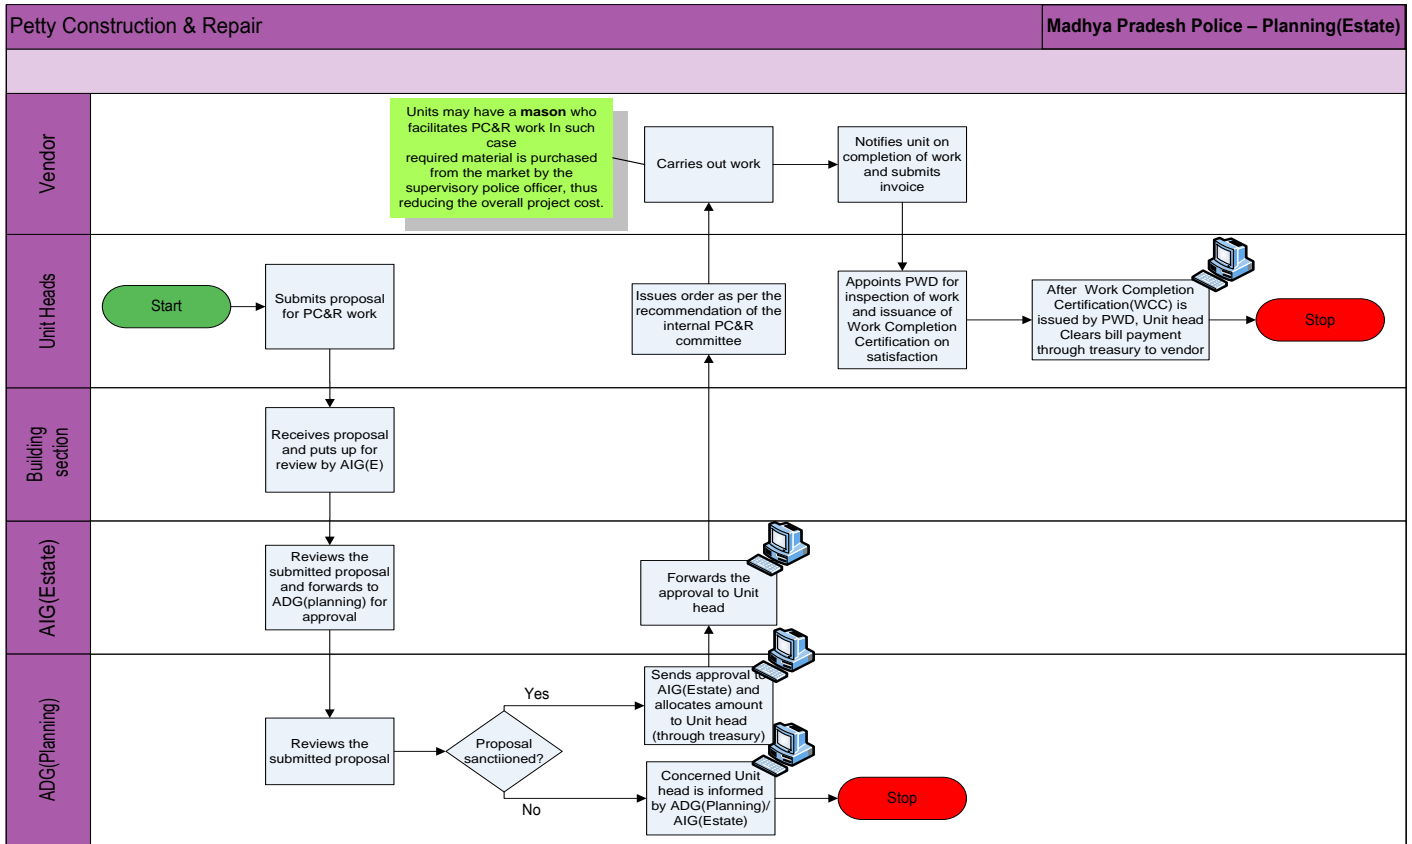 Petty Construction & Repair
Madhya Pradesh Police – Planning(Estate)
Vendor
Units may have a mason who
facilitates PC&R work In such
case
required material is purchased
from the market by the
supervisory police officer, thus
reducing the overall project cost.
Carries out work
Notifies unit on
completion of work
and submits
invoice
Unit Heads
Start
Submits proposal
for PC&R work
Issues order as per the
recommendation of the
internal PC&R
committee
Appoints PWD for
inspection of work
and issuance of
Work Completion
Certification on
satisfaction
After Work Completion
Certification(WCC) is
issued by PWD, Unit head
Clears bill payment
through treasury to vendor
Stop
Building
section
Receives proposal
and puts up for
review by AIG(E)
AIG(Estate)
Reviews the
submitted proposal
and forwards to
ADG(planning) for
approval
Forwards the
approval to Unit
head
ADG(Planning)
Reviews the
submitted proposal
Proposal
sanctiioned?
Yes
No
Sends approval to
AIG(Estate) and
allocates amount
to Unit head
(through treasury)
Concerned Unit
head is informed
by ADG(Planning)/
AIG(Estate)
Stop